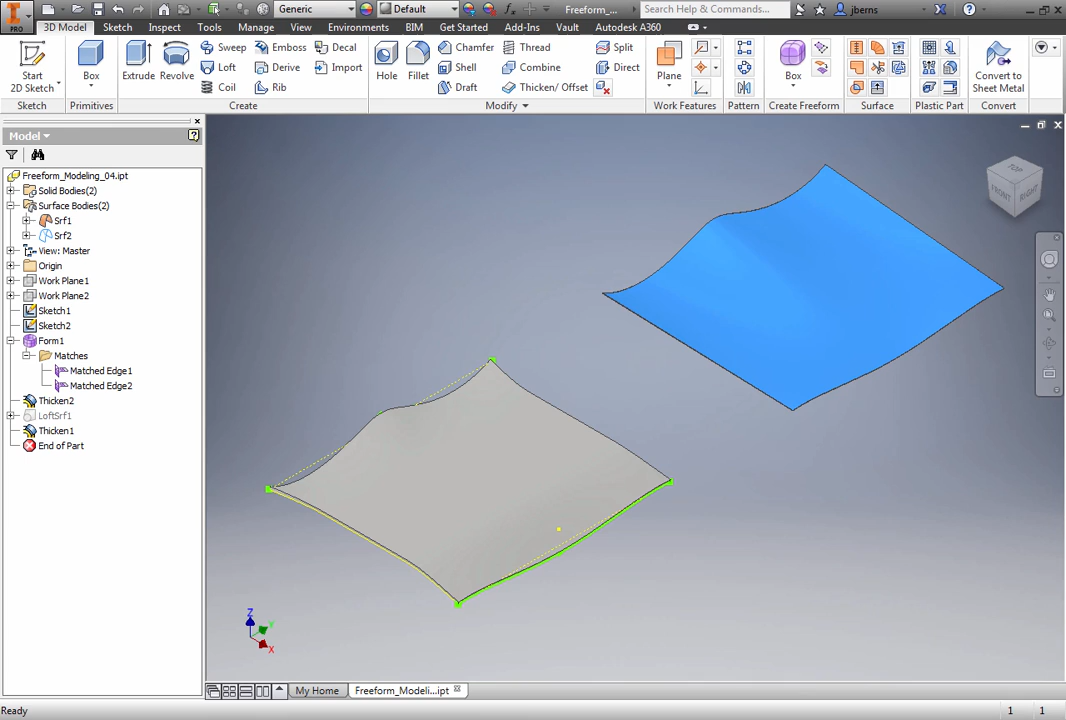 Generic
Default
Freeform_...
Search Help & Commands...
jberns
PRO
3D Model Sketch Inspect Tools Manage View Environments BIM Get Started Add-Ins Vault Autodesk A360
Start
2D Sketch
Box
Extrude
Revolve
Sweep
Emboss
Decal
Loft
Derive
Import
Coil
Rib
Hole
Fillet
Chamfer
Thread
Split
Shell
Combine
Direct
Draft
Thicken/ Offset
Plane
Box
Convert to
Sheet Metal
Sketch
Primitives
Create
Modify
Work Features
Pattern
Create Freeform
Surface
Plastic Part
Convert
Model
Freeform_Modeling_04.ipt
Solid Bodies(2)
Surface Bodies(2)
Srf1
Srf2
View: Master
Origin
Work Plane1
Work Plane2
Sketch1
Sketch2
Form1
Matches
Matched Edge1
Matched Edge2
Thicken2
LoftSrf1
Thicken1
End of Part
TOP
FRONT
RIGHT
Z
Y
X
My Home
Freeform_Modeli...ipt
Ready
1 1